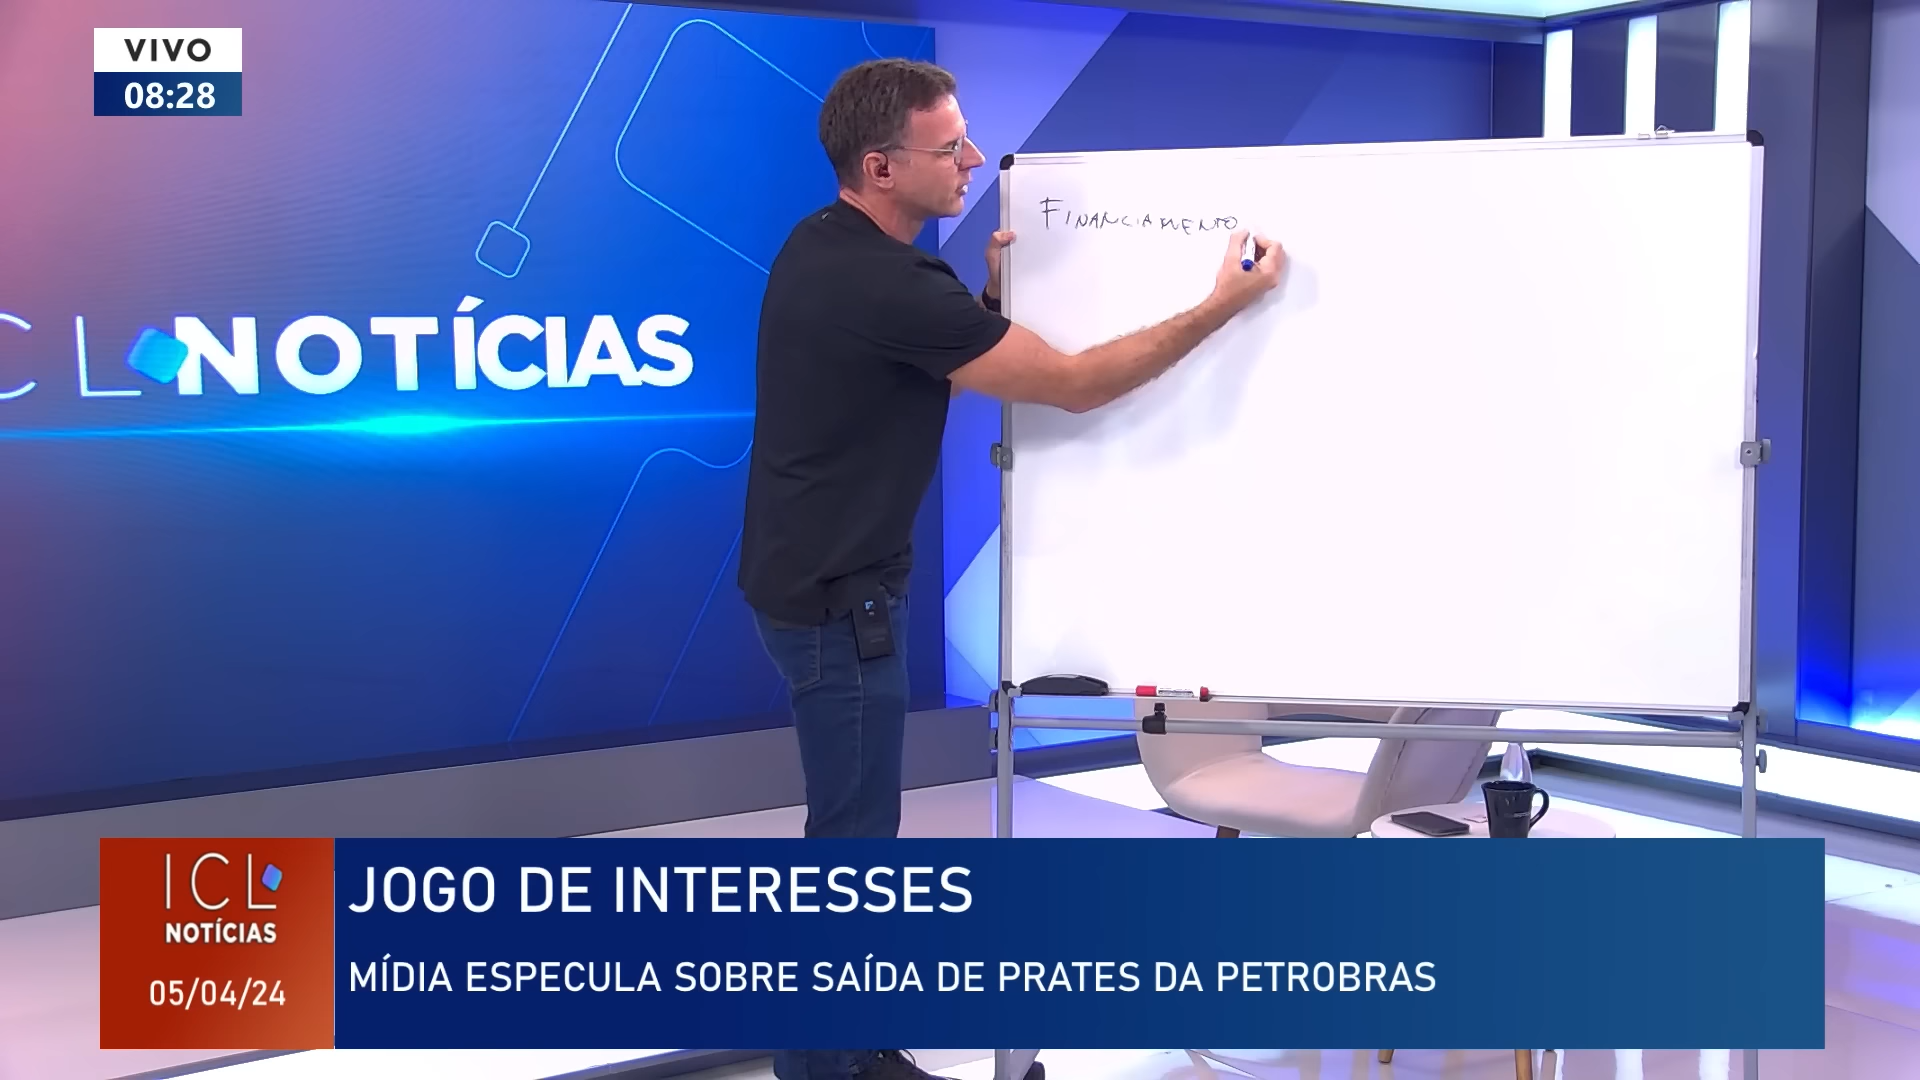 VIVO
08:28
FINANCIAMENTO
CL NOTÍCIAS
ICL
NOTÍCIAS
05/04/24
JOGO DE INTERESSES
MÍDIA ESPECULA SOBRE SAÍDA DE PRATES DA PETROBRAS